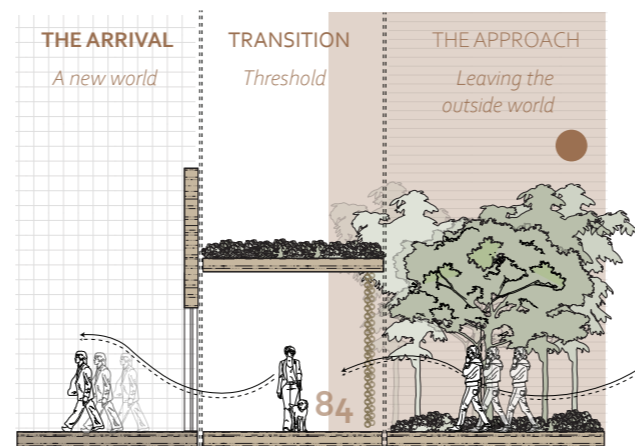 THE ARRIVAL
A new world
TRANSITION
Threshold
THE APPROACH
Leaving the
outside world
84